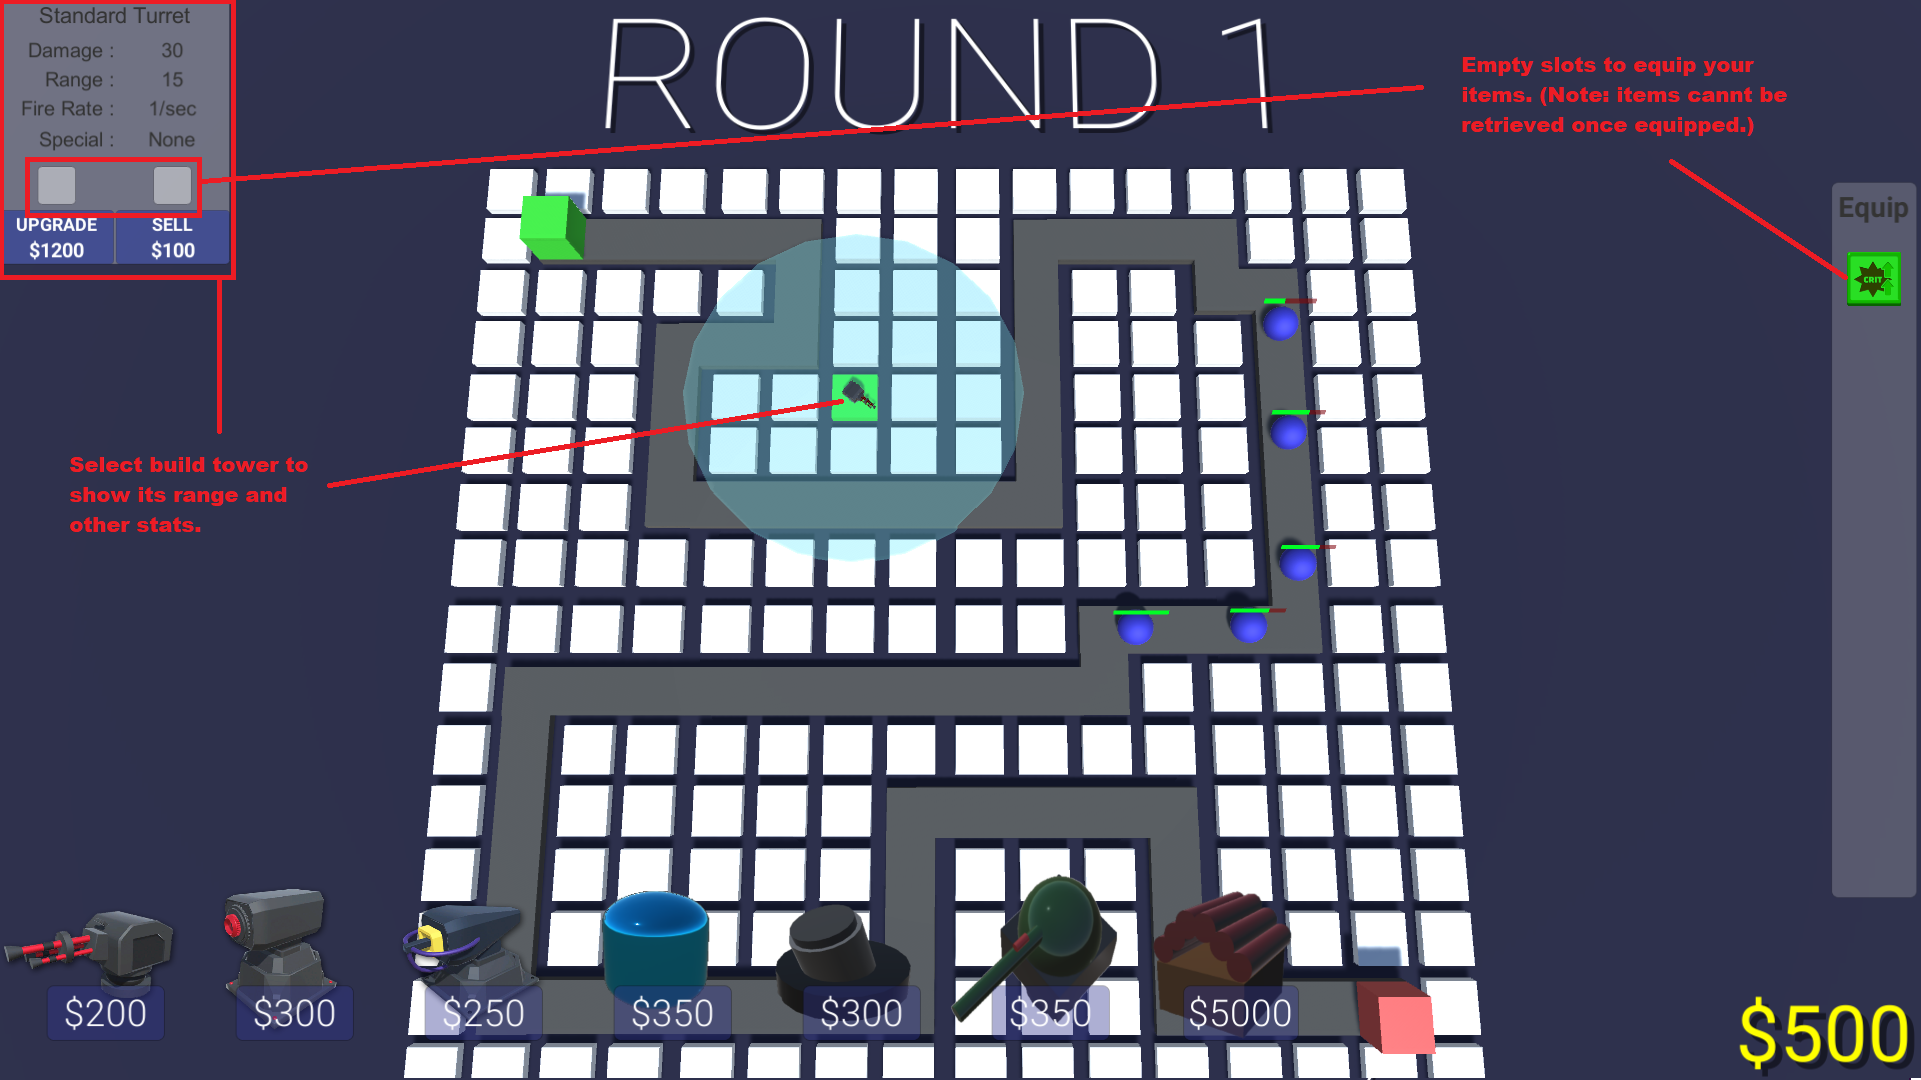 Standard Turret
Damage : 30
Range : 15
Fire Rate : 1/sec
Special : None
UPGRADE
$1200
SELL
$100
ROUND 1
Empty slots to equip your
items. (Note: items cannt be
retrieved once equipped.)
Equip
CRIT
Select build tower to
show its range and
other stats.
$200
$300
$250
$350
$300
$350
$5000
$500